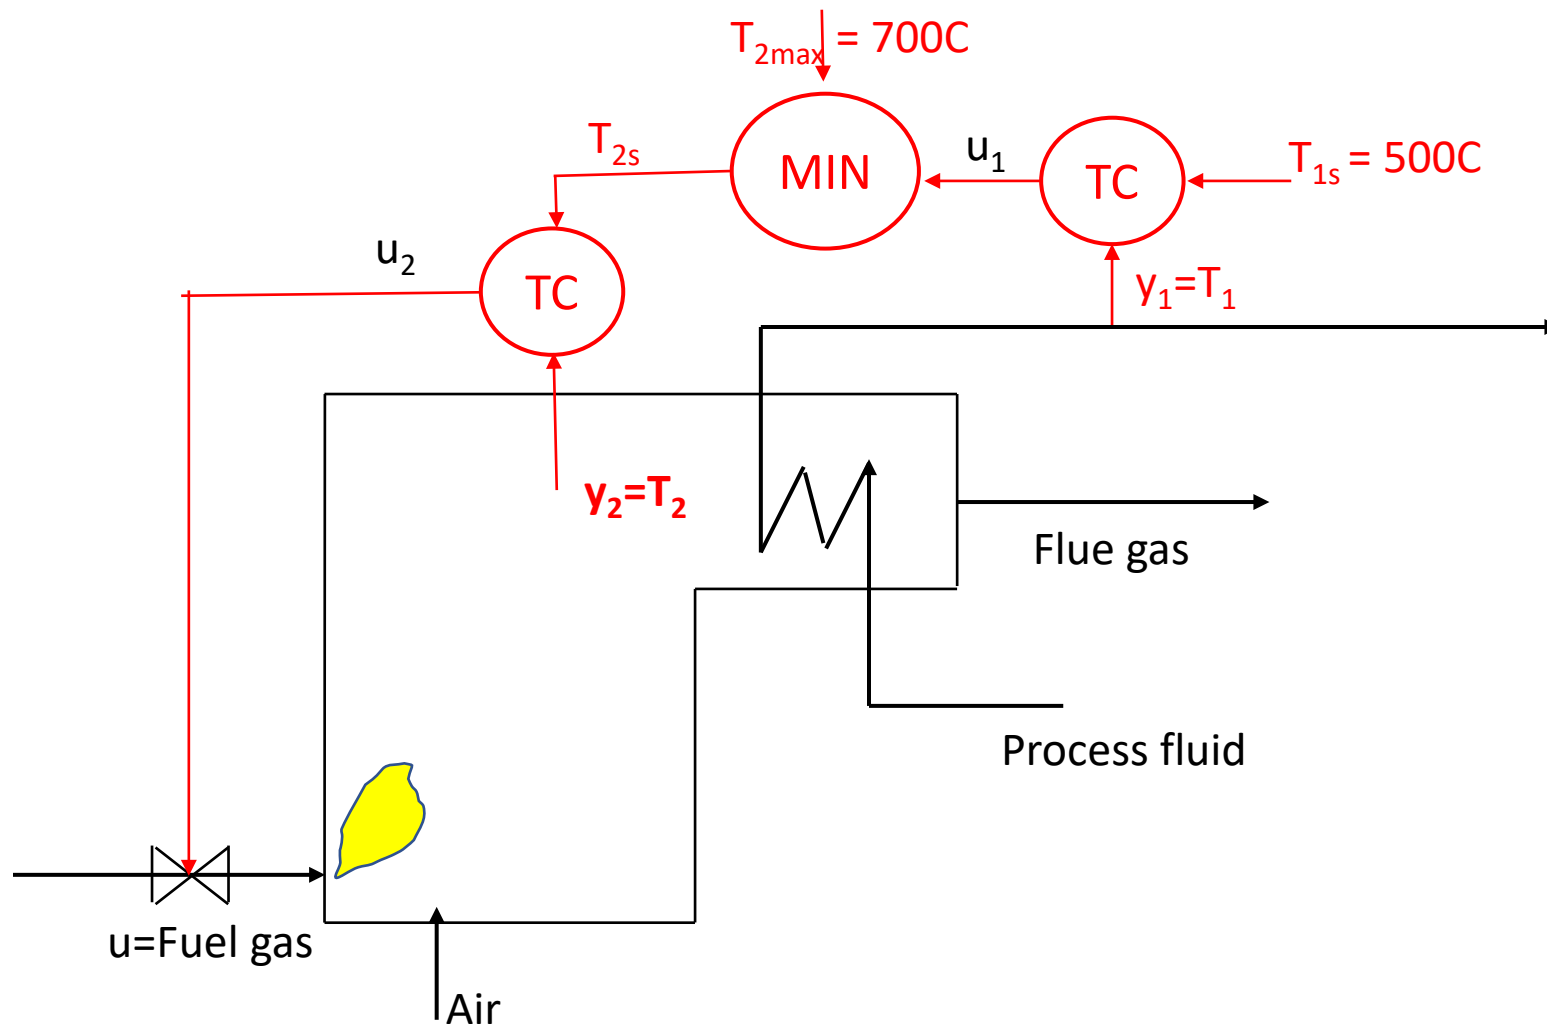 T2max = 700C
MIN
u1
TC
T1s = 500C
T2s
u2
TC
y1=T1
y2=T2
Flue gas
Process fluid
u=Fuel gas
Air